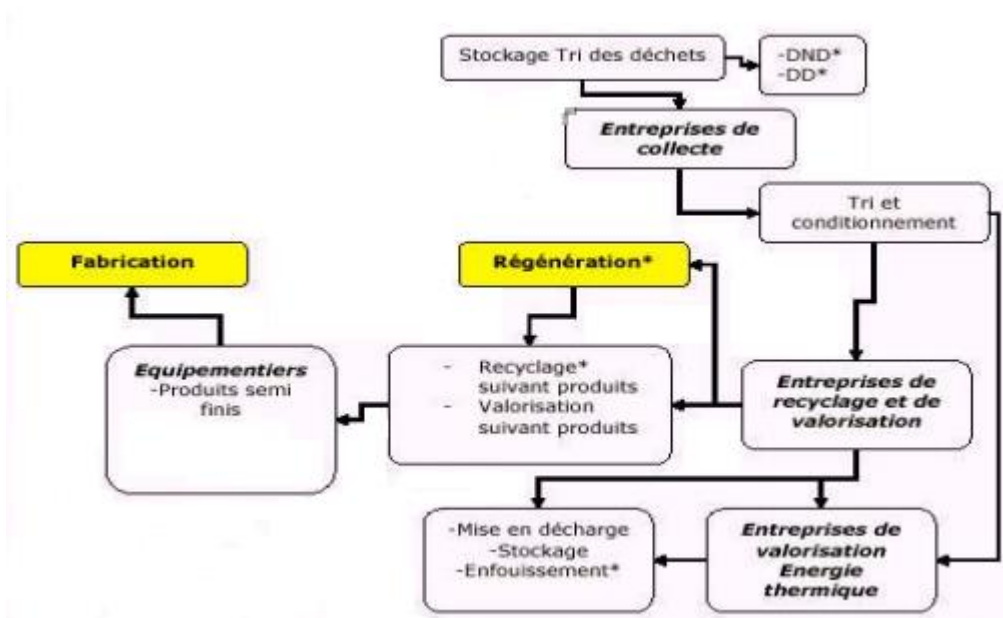 Stockage Tri des déchets
-DND*
-DD*
Entreprises de
collecte
Tri et
conditionnement
Fabrication
Régénération*
Equipementiers
-Produits semi
finis
- Recyclage*
suivant produits
- Valorisation
suivant produits
Entreprises de
recyclage et de
valorisation
-Mise en décharge
-Stockage
-Enfouissement*
Entreprises de
valorisation
Energie
thermique